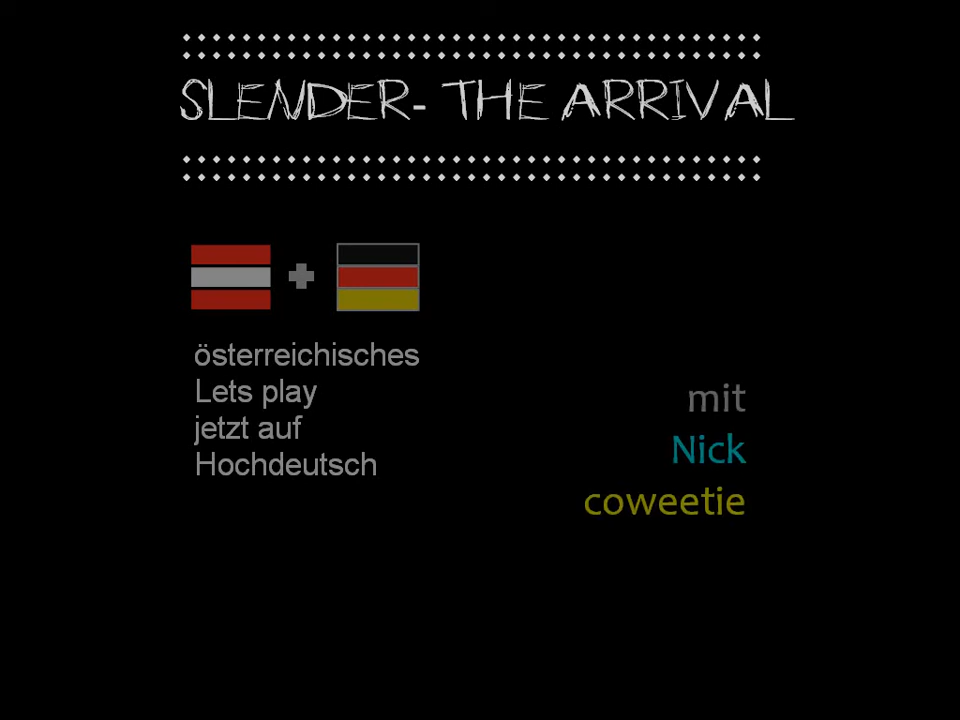 SLENDER- THE ARRIVAL
österreichisches
Lets play
jetzt auf
Hochdeutsch
mit
Nick
coweetie